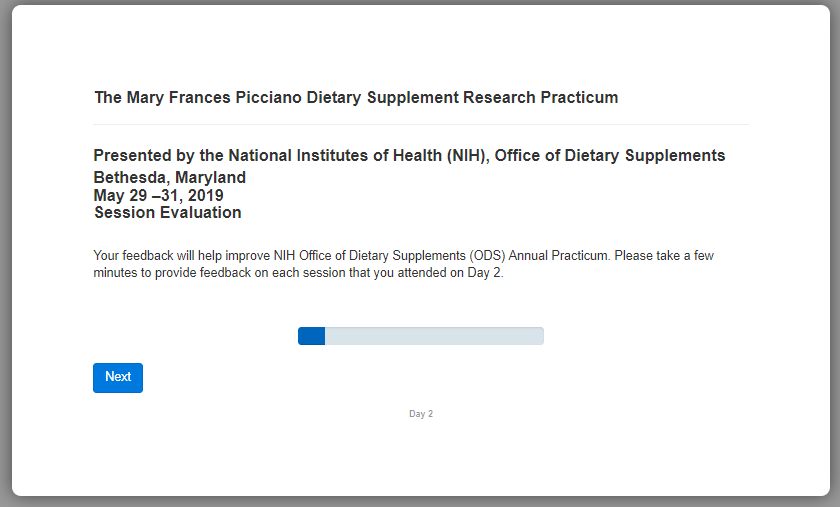 The Mary Frances Picciano Dietary Supplement Research Practicum
Presented by the National Institutes of Health (NIH), Office of Dietary Supplements
Bethesda, Maryland
May 29 –31, 2019
Session Evaluation
Your feedback will help improve NIH Office of Dietary Supplements (ODS) Annual Practicum. Please take a few
minutes to provide feedback on each session that you attended on Day 2.
Next
Day 2